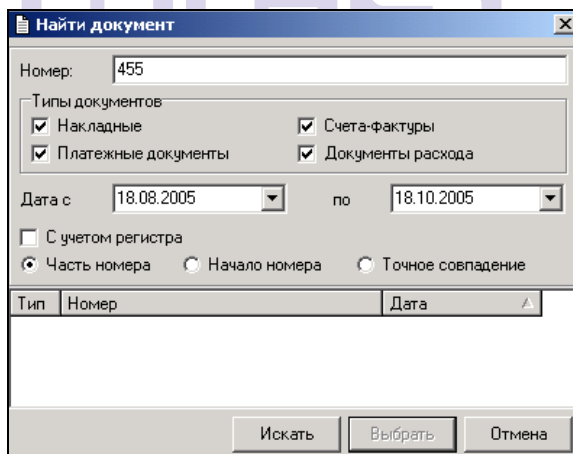 Найти документ
Номер: 455
Типы документов
Накладные Счета-фактуры
Платежные документы Документы расхода
Дата с 18.08.2005 по 18.10.2005
С учетом регистра
Часть номера Начало номера Точное совпадение
Тип Номер Дата
Искать Выбрать Отмена